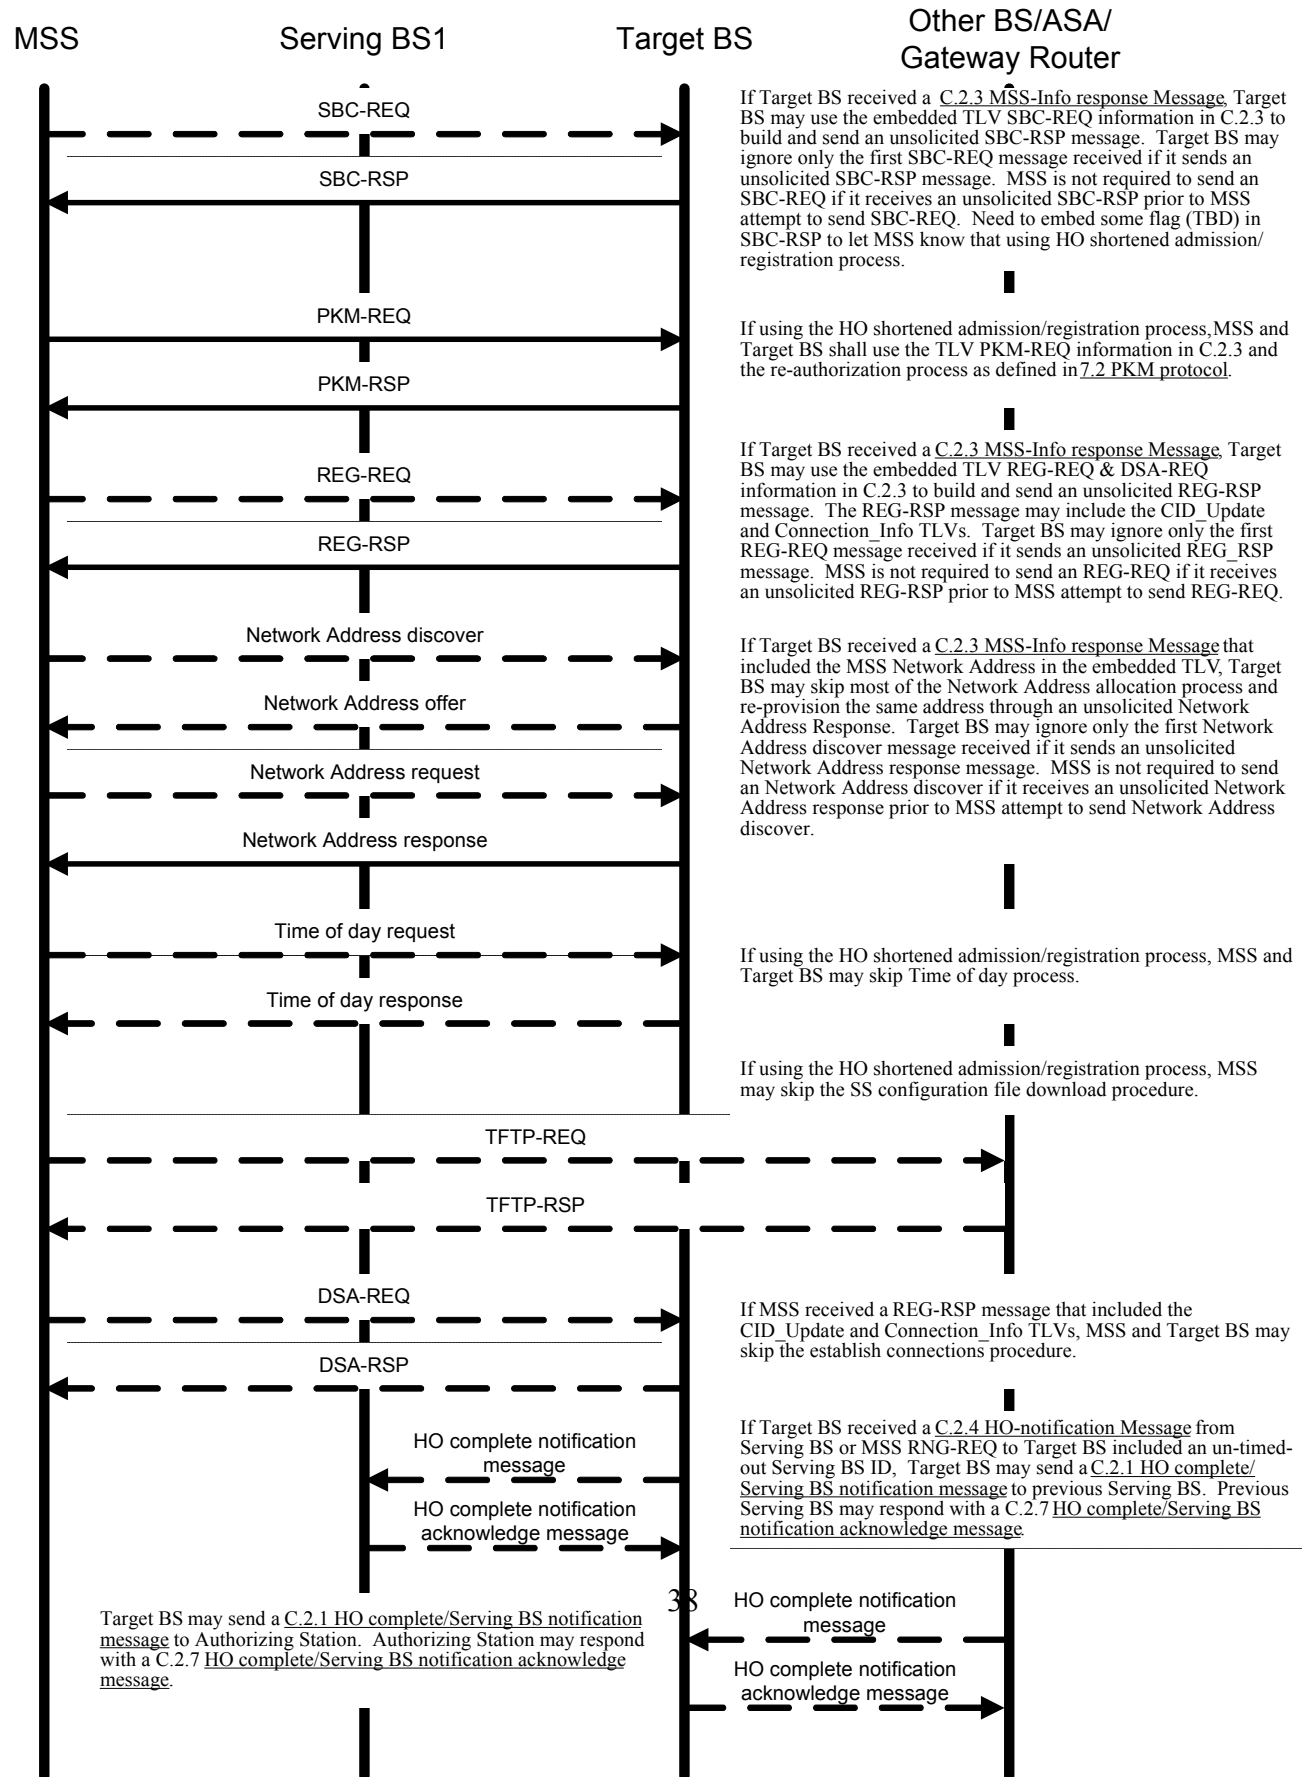 MSS
Serving BS1
Target BS
Other BS/ASA/
Gateway Router
SBC-REQ
If Target BS received a C.2.3 MSS-Info response Message, Target
BS may use the embedded TLV SBC-REQ information in C.2.3 to
build and send an unsolicited SBC-RSP message. Target BS may
ignore only the first SBC-REQ message received if it sends an
unsolicited SBC-RSP message. MSS is not required to send an
SBC-REQ if it receives an unsolicited SBC-RSP prior to MSS
attempt to send SBC-REQ. Need to embed some flag (TBD) in
SBC-RSP to let MSS know that using HO shortened admission/
registration process.
SBC-RSP
PKM-REQ
If using the HO shortened admission/registration process,MSS and
Target BS shall use the TLV PKM-REQ information in C.2.3 and
the re-authorization process as defined in 7.2 PKM protocol.
PKM-RSP
REG-REQ
If Target BS received a C.2.3 MSS-Info response Message, Target
BS may use the embedded TLV REG-REQ & DSA-REQ
information in C.2.3 to build and send an unsolicited REG-RSP
message. The REG-RSP message may include the CID_Update
and Connection_Info TLVs. Target BS may ignore only the first
REG-REQ message received if it sends an unsolicited REG_RSP
message. MSS is not required to send an REG-REQ if it receives
an unsolicited REG-RSP prior to MSS attempt to send REG-REQ.
REG-RSP
Network Address discover
If Target BS received a C.2.3 MSS-Info response Message that
included the MSS Network Address in the embedded TLV, Target
BS may skip most of the Network Address allocation process and
re-provision the same address through an unsolicited Network
Address Response. Target BS may ignore only the first Network
Address discover message received if it sends an unsolicited
Network Address response message. MSS is not required to send
an Network Address discover if it receives an unsolicited Network
Address response prior to MSS attempt to send Network Address
discover.
Network Address offer
Network Address request
Network Address response
Time of day request
If using the HO shortened admission/registration process, MSS and
Target BS may skip Time of day process.
Time of day response
If using the HO shortened admission/registration process, MSS
may skip the SS configuration file download procedure.
TFTP-REQ
TFTP-RSP
DSA-REQ
If MSS received a REG-RSP message that included the
CID_Update and Connection_Info TLVs, MSS and Target BS may
skip the establish connections procedure.
DSA-RSP
HO complete notification
message
If Target BS received a C.2.4 HO-notification Message from
Serving BS or MSS RNG-REQ to Target BS included an un-timed-
out Serving BS ID, Target BS may send a C.2.1 HO complete/
Serving BS notification message to previous Serving BS. Previous
Serving BS may respond with a C.2.7 HO complete/Serving BS
notification acknowledge message.
HO complete notification
acknowledge message
38
HO complete notification
message
Target BS may send a C.2.1 HO complete/Serving BS notification
message to Authorizing Station. Authorizing Station may respond
with a C.2.7 HO complete/Serving BS notification acknowledge
message.
HO complete notification
acknowledge message